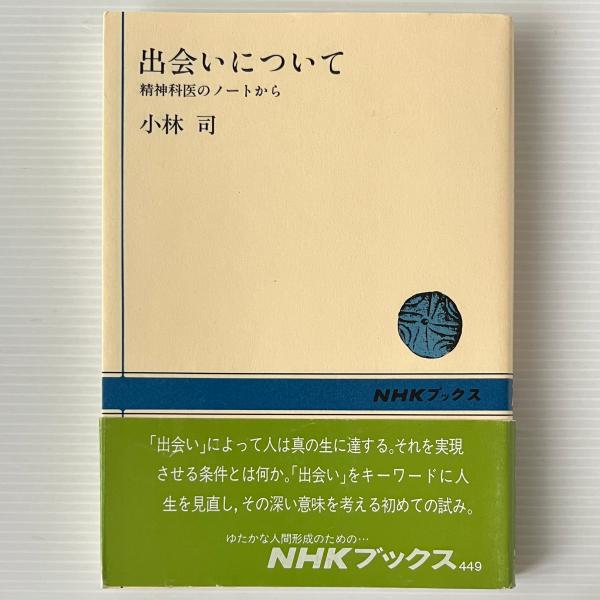 出会いについて
精神科医のノートから
小林 司
NHKブックス
「出会い」によって人は真の生に達する。それを実現
させる条件とは何か。「出会い」をキーワードに人
生を見直し,その深い意味を考える初めての試み。
ゆたかな人間形成のための…
NHKブックス449